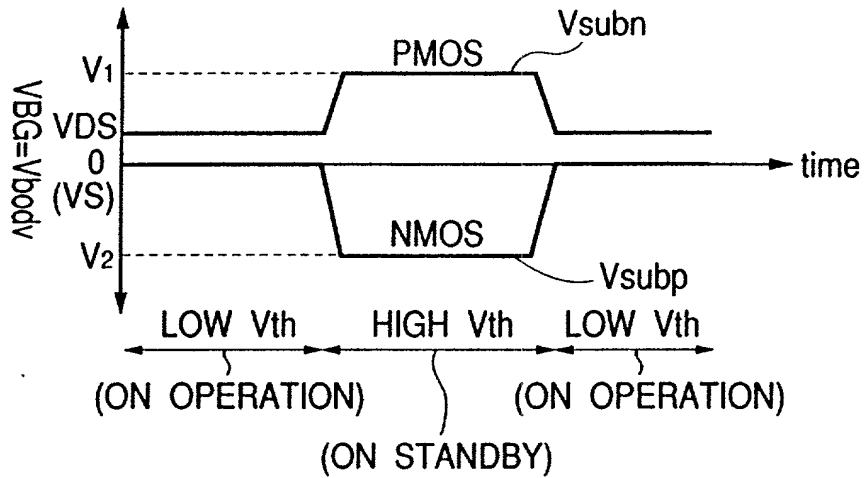 Vsubn
PMOS
V1
VDS
0
(VS)
VBG=Vbody
time
NMOS
V2
Vsubp
LOW Vth
HIGH Vth
LOW Vth
(ON OPERATION)
(ON OPERATION)
(ON STANDBY)